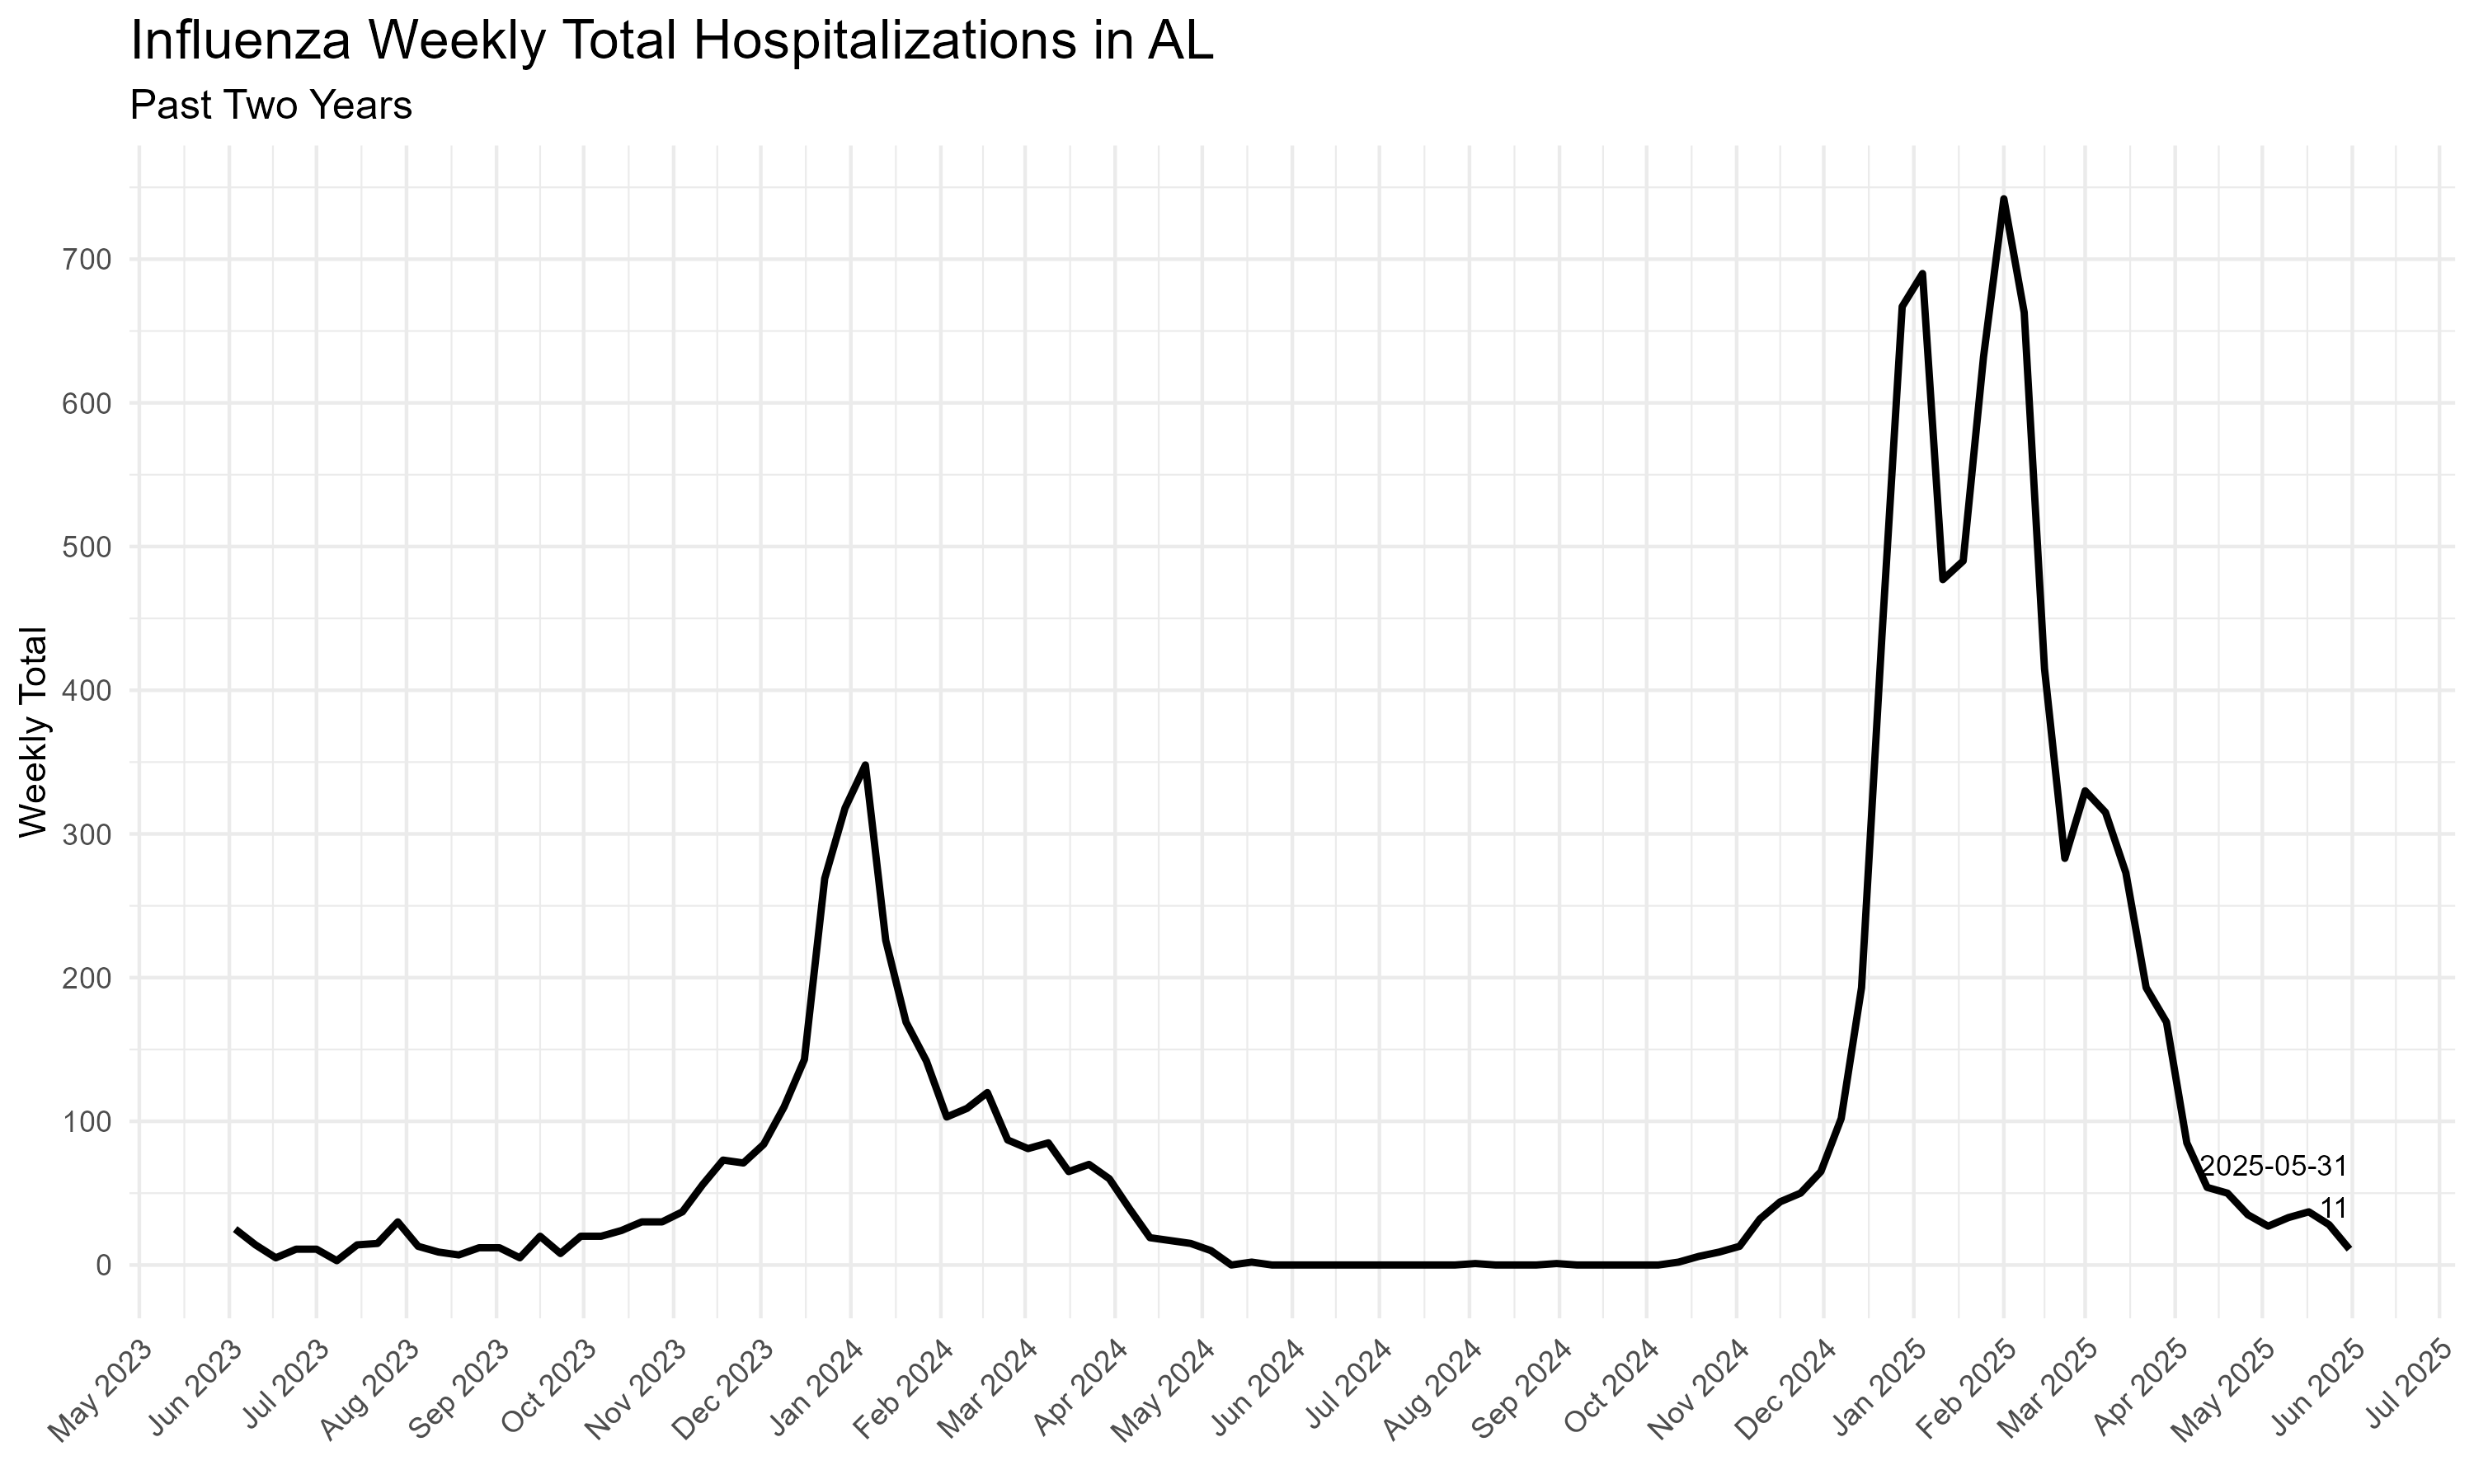 Influenza Weekly Total Hospitalizations in AL
Past Two Years
Weekly Total
700
600
500
400
300
200
100
0
2025-05-31
11
May 2023
Jun 2023
Jul 2023
Aug 2023
Sep 2023
Oct 2023
Nov 2023
Dec 2023
Jan 2024
Feb 2024
Mar 2024
Apr 2024
May 2024
Jun 2024
Jul 2024
Aug 2024
Sep 2024
Oct 2024
Nov 2024
Dec 2024
Jan 2025
Feb 2025
Mar 2025
Apr 2025
May 2025
Jun 2025
Jul 2025